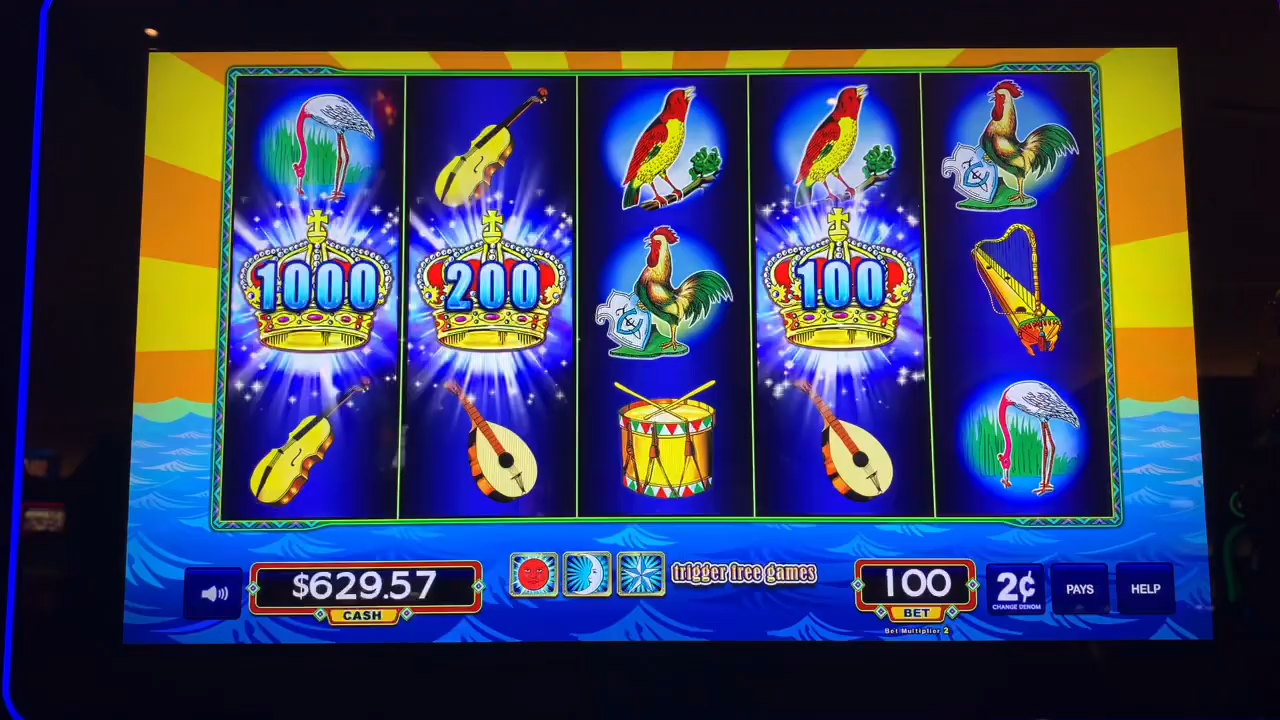 1000
200
100
$629.57
CASH
trigger free games
100
BET
Bet Multiplier 2
2¢
CHANGE DENOM
PAYS
HELP